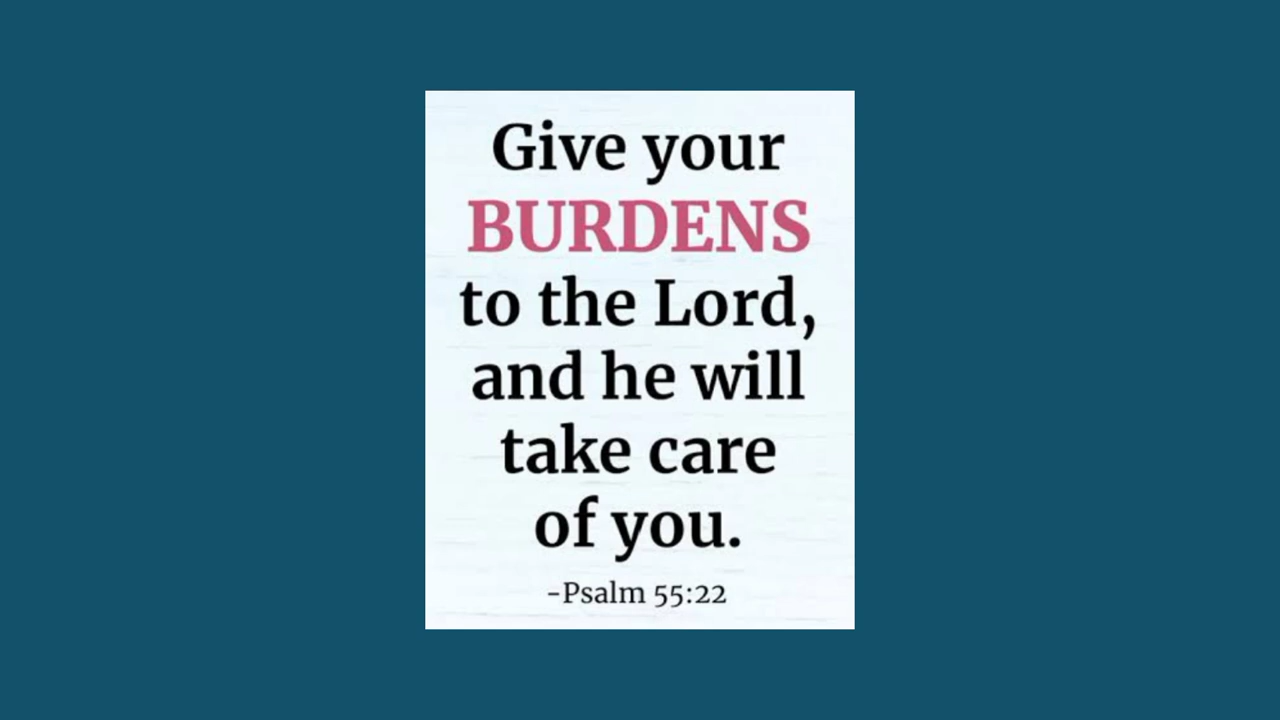 Give your
BURDENS
to the Lord,
and he will
take care
of you.
-Psalm 55:22